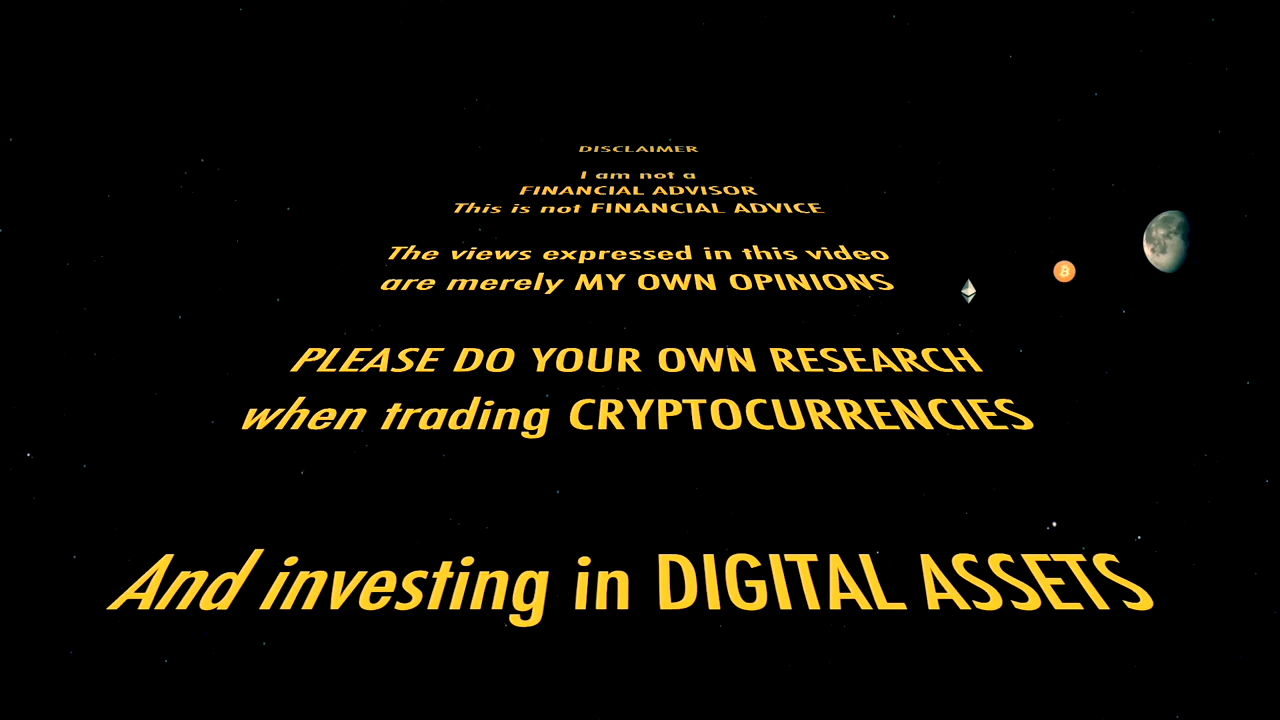 DISCLAIMER
I am not a
FINANCIAL ADVISOR
This is not FINANCIAL ADVICE
The views expressed in this video
are merely MY OWN OPINIONS
PLEASE DO YOUR OWN RESEARCH
when trading CRYPTOCURRENCIES
And investing in DIGITAL ASSETS